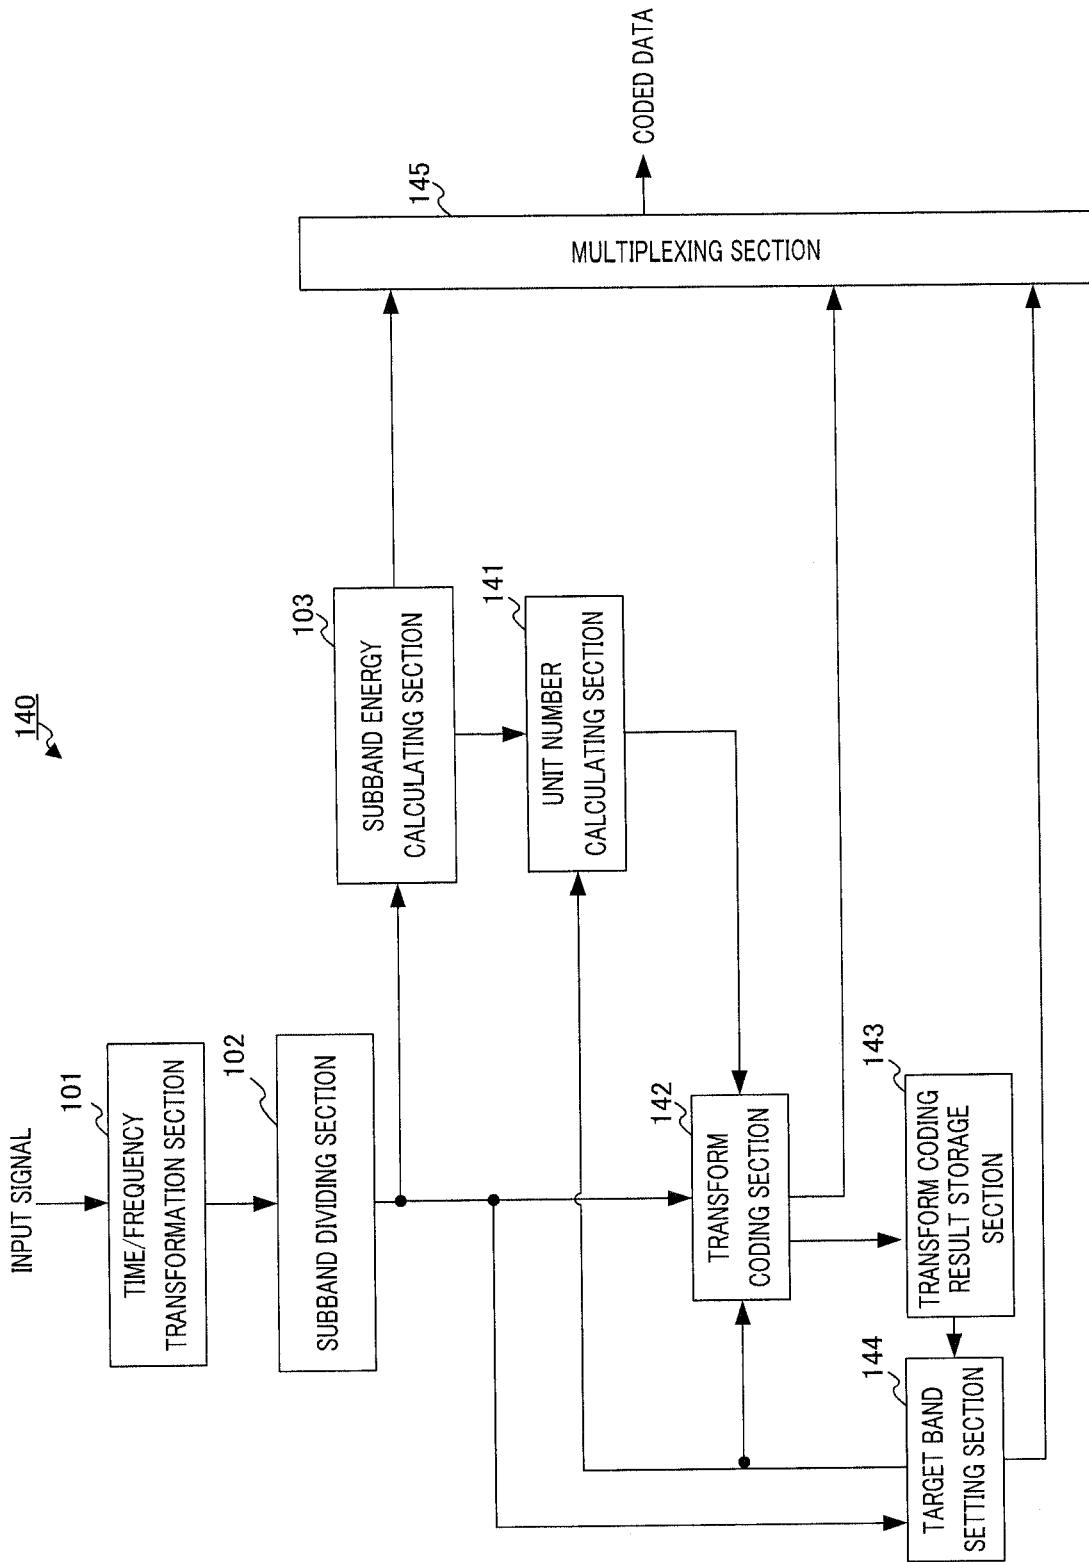 140
INPUT SIGNAL
101
TIME/FREQUENCY
TRANSFORMATION SECTION
102
SUBBAND DIVIDING SECTION
103
SUBBAND ENERGY
CALCULATING SECTION
141
UNIT NUMBER
CALCULATING SECTION
142
TRANSFORM
CODING SECTION
143
TRANSFORM CODING
RESULT STORAGE
SECTION
144
TARGET BAND
SETTING SECTION
145
MULTIPLEXING SECTION
CODED DATA